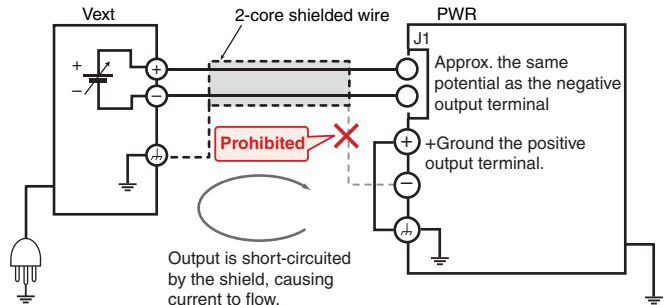 Vext
2-core shielded wire
PWR
J1
Approx. the same
potential as the negative
output terminal
+
−
+
−
Prohibited
+
−
+Ground the positive
output terminal.
Output is short-circuited
by the shield, causing
current to flow.